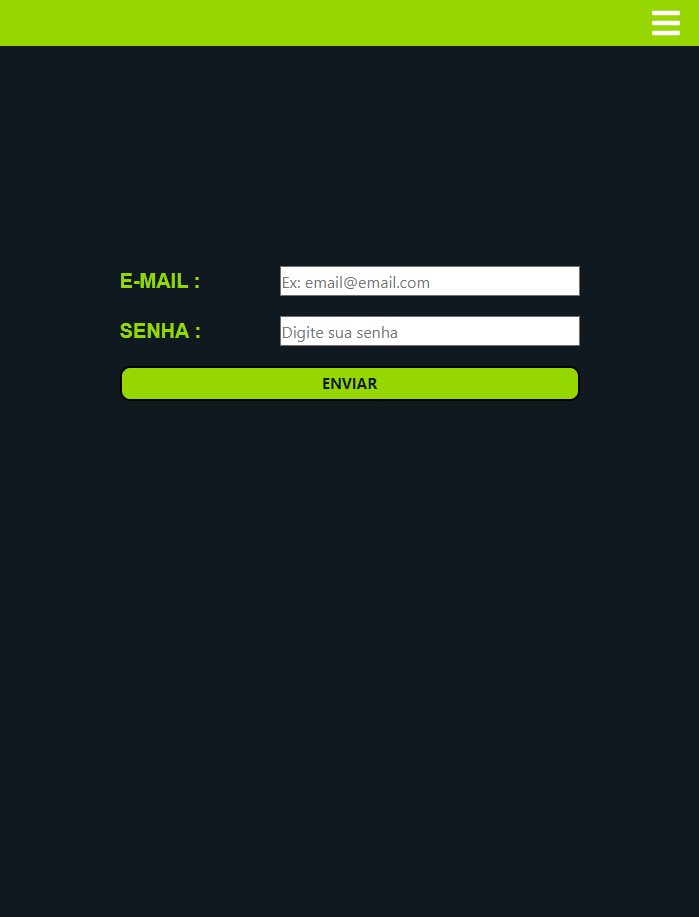 E-MAIL :
Ex: email@email.com
SENHA :
Digite sua senha
ENVIAR